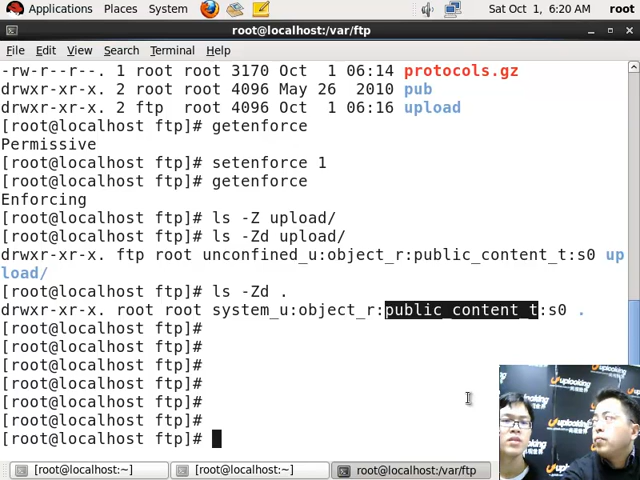 Applications Places System Sat Oct 1, 6:20 AM root
root@localhost:/var/ftp
File Edit View Search Terminal Help
-rw-r--r--. 1 root root 3170 Oct  1 06:14 protocols.gz
drwxr-xr-x. 2 root root 4096 May 26  2010 pub
drwxr-xr-x. 2 ftp  root 4096 Oct  1 06:16 upload
[root@localhost ftp]# getenforce
Permissive
[root@localhost ftp]# setenforce 1
[root@localhost ftp]# getenforce
Enforcing
[root@localhost ftp]# ls -Z upload/
[root@localhost ftp]# ls -Zd upload/
drwxr-xr-x. ftp root unconfined_u:object_r:public_content_t:s0 up
load/
[root@localhost ftp]# ls -Zd .
drwxr-xr-x. root root system_u:object_r:public_content_t:s0 .
[root@localhost ftp]#
[root@localhost ftp]#
[root@localhost ftp]#
[root@localhost ftp]#
[root@localhost ftp]#
[root@localhost ftp]#
[root@localhost ftp]#
uplooking
uplooking
[root@localhost:~] [root@localhost:~] root@localhost:/var/ftp